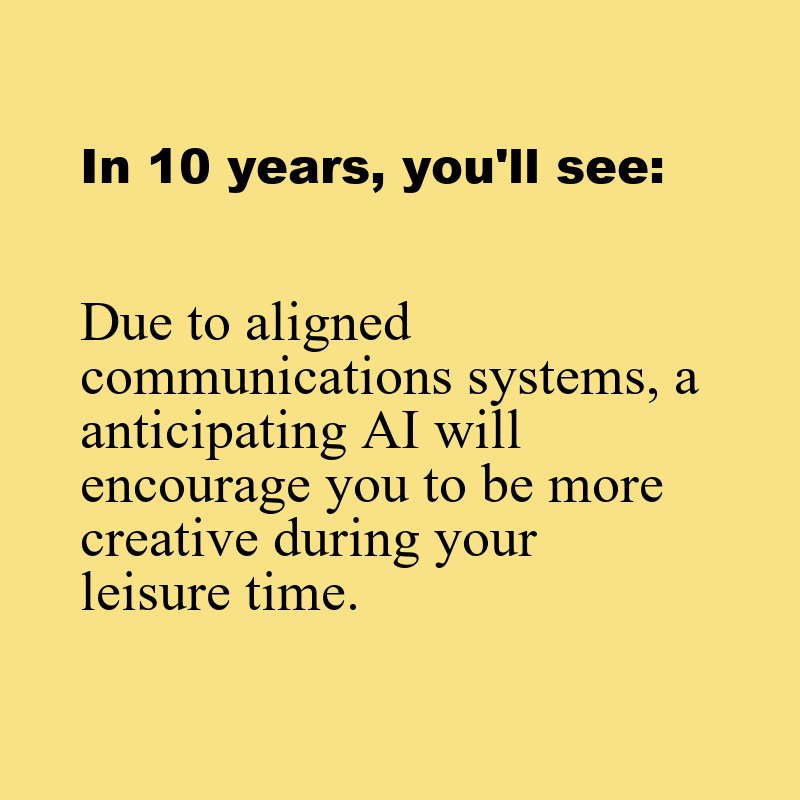 In 10 years, you'll see:
Due to aligned
communications systems, a
anticipating AI will
encourage you to be more
creative during your
leisure time.